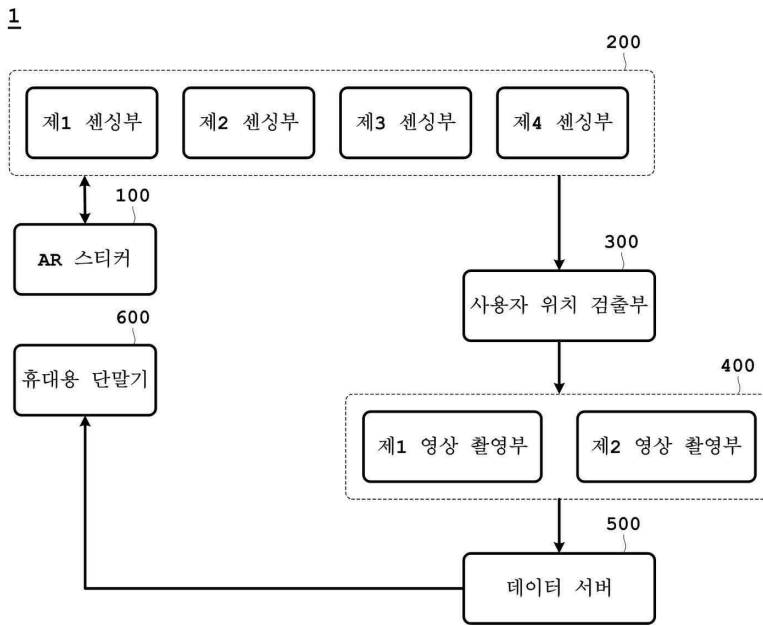 1
200
제1 센싱부 제2 센싱부 제3 센싱부 제4 센싱부
100
AR 스티커
300
사용자 위치 검출부
600
휴대용 단말기
400
제1 영상 촬영부 제2 영상 촬영부
500
데이터 서버